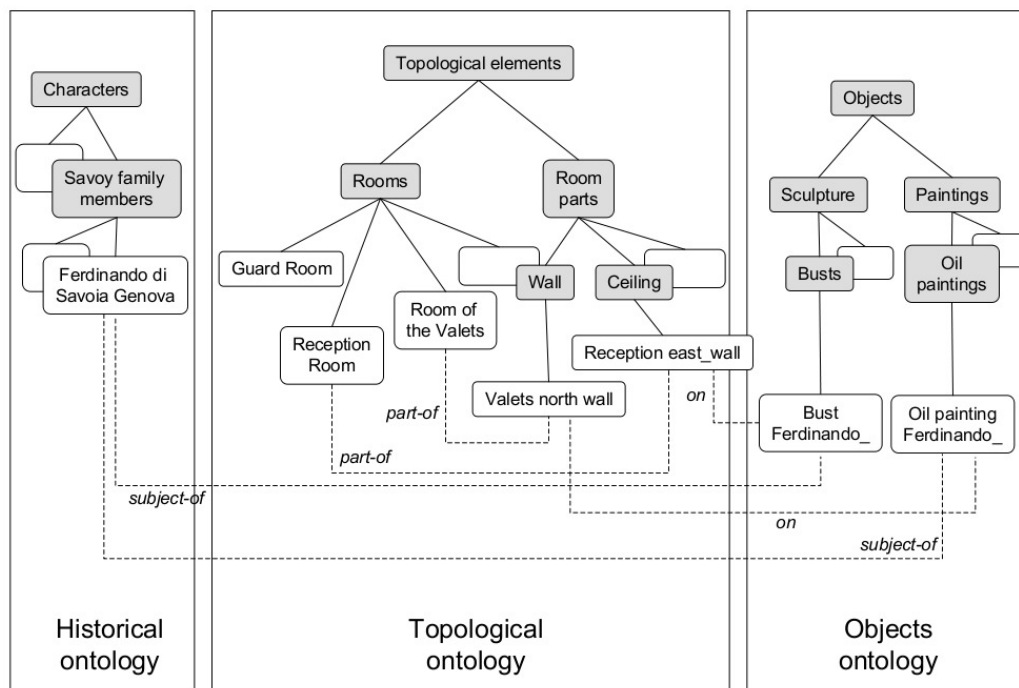 Topological elements
Characters
Objects
Savoy family
members
Rooms
Room
parts
Sculpture
Paintings
Guard Room
Ferdinando di
Savoia Genova
Wall
Ceiling
Busts
Oil
paintings
Room of
the Valets
Reception
Room
Reception east_wall
Valets north wall
on
part-of
Bust
Ferdinando_
Oil painting
Ferdinando_
part-of
subject-of
on
subject-of
Historical
ontology
Topological
ontology
Objects
ontology